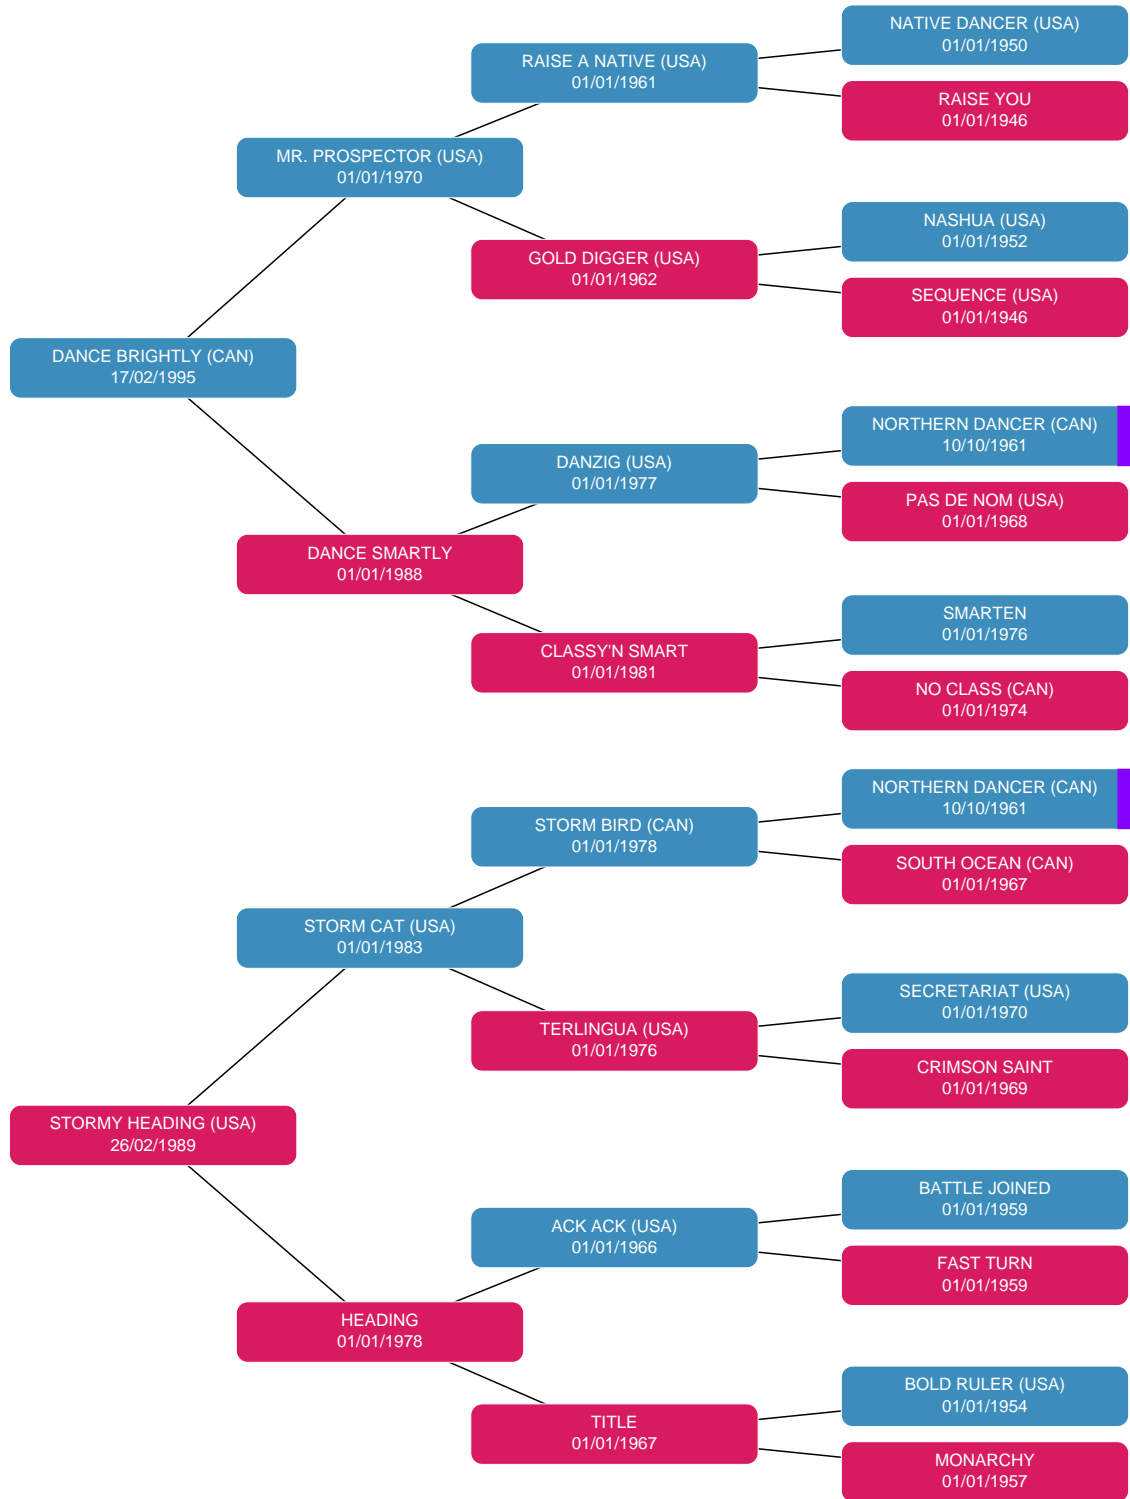 NATIVE DANCER (USA)
01/01/1950
RAISE A NATIVE (USA)
01/01/1961
RAISE YOU
01/01/1946
MR. PROSPECTOR (USA)
01/01/1970
NASHUA (USA)
01/01/1952
GOLD DIGGER (USA)
01/01/1962
SEQUENCE (USA)
01/01/1946
DANCE BRIGHTLY (CAN)
17/02/1995
NORTHERN DANCER (CAN)
10/10/1961
DANZIG (USA)
01/01/1977
PAS DE NOM (USA)
01/01/1968
DANCE SMARTLY
01/01/1988
SMARTEN
01/01/1976
CLASSY'N SMART
01/01/1981
NO CLASS (CAN)
01/01/1974
NORTHERN DANCER (CAN)
10/10/1961
STORM BIRD (CAN)
01/01/1978
SOUTH OCEAN (CAN)
01/01/1967
STORM CAT (USA)
01/01/1983
SECRETARIAT (USA)
01/01/1970
TERLINGUA (USA)
01/01/1976
CRIMSON SAINT
01/01/1969
STORMY HEADING (USA)
26/02/1989
BATTLE JOINED
01/01/1959
ACK ACK (USA)
01/01/1966
FAST TURN
01/01/1959
HEADING
01/01/1978
BOLD RULER (USA)
01/01/1954
TITLE
01/01/1967
MONARCHY
01/01/1957